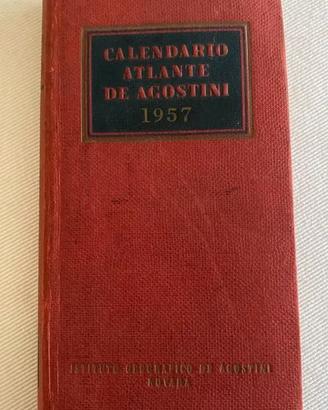 CALENDARIO
ATLANTE
DE AGOSTINI
1957
ISTITUTO GEOGRAFICO DE AGOSTINI
NOVARA